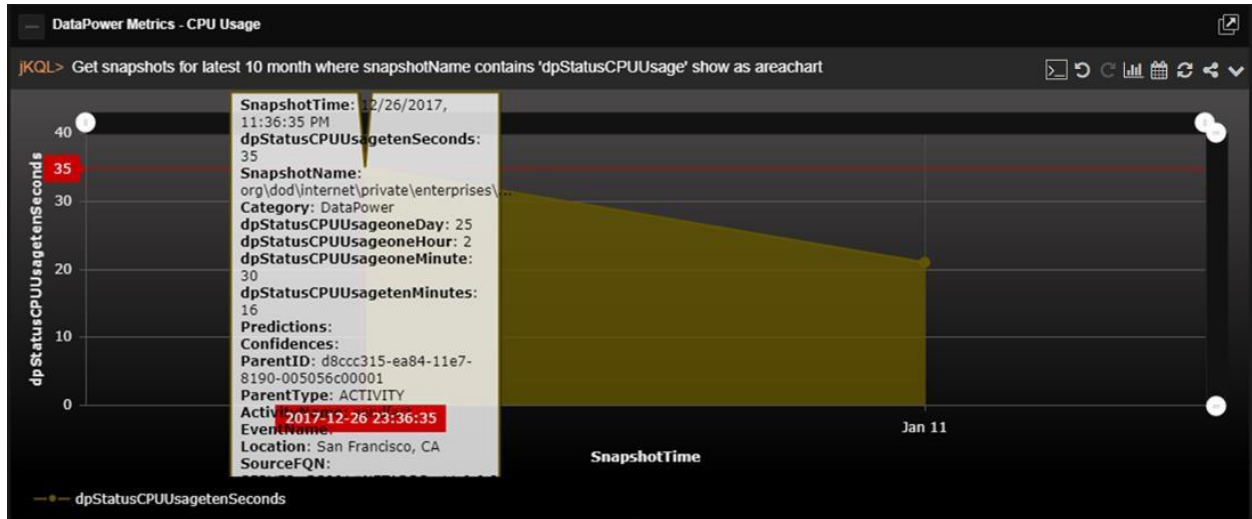 DataPower Metrics - CPU Usage
jKQL> Get snapshots for latest 10 month where snapshotName contains 'dpStatusCPUUsage' show as areachart
SnapshotTime: 12/26/2017,
11:36:35 PM
dpStatusCPUUsagetenSeconds:
35
SnapshotName:
org\dod\internet\private\enterprises\...
Category: DataPower
dpStatusCPUUsageoneDay: 25
dpStatusCPUUsageoneHour: 2
dpStatusCPUUsageoneMinute:
30
dpStatusCPUUsagetenMinutes:
16
Predictions:
Confidences:
ParentID: d8ccc315-ea84-11e7-
8190-005056c00001
ParentType: ACTIVITY
2017-12-26 23:36:35
EventName:
Location: San Francisco, CA
SourceFQN:
dpStatusCPUUsagetenSeconds
40
35
30
20
10
0
Jan 11
SnapshotTime
dpStatusCPUUsagetenSeconds